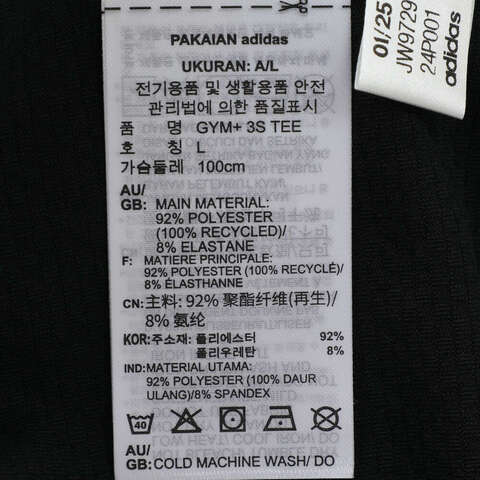 PAKAIAN adidas
UKURAN: A/L
전기용품 및 생활용품 안전
관리법에 의한 품질표시
품 명 GYM+ 3S TEE
호 칭 L
가슴둘레 100cm
AU/
GB: MAIN MATERIAL:
92% POLYESTER
(100% RECYCLED)/
8% ELASTANE
F: MATIERE PRINCIPALE:
92% POLYESTER (100% RECYCLÉ)/
8% ÉLASTHANNE
CN: 主料: 92% 聚酯纤维(再生)/
8% 氨纶
KOR: 주소재: 폴리에스터 92%
폴리우레탄 8%
IND: MATERIAL UTAMA:
92% POLYESTER (100% DAUR
ULANG)/8% SPANDEX
40
AU/
GB: COLD MACHINE WASH/ DO
01/25
JW9729
24P001
adidas